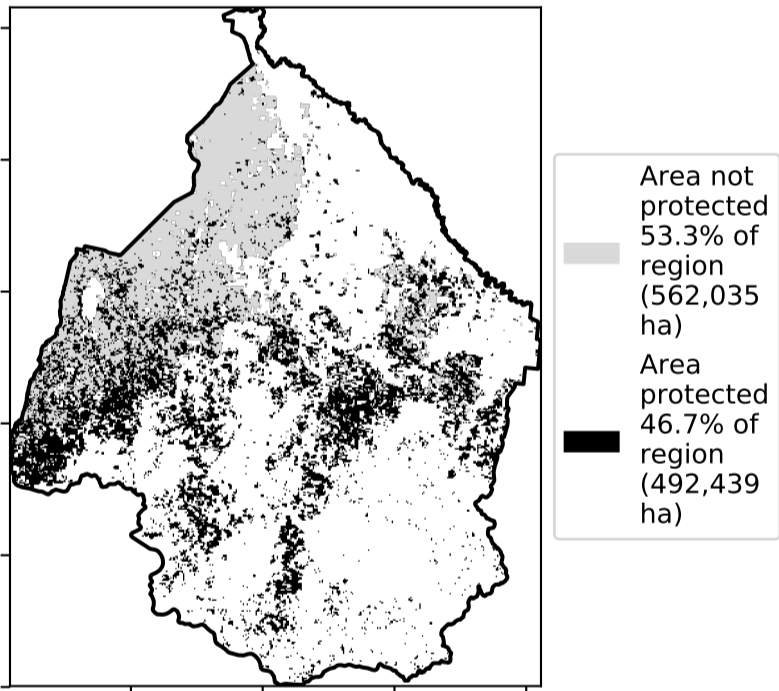 Area not
protected
53.3% of
region
(562,035
ha)
Area
protected
46.7% of
region
(492,439
ha)